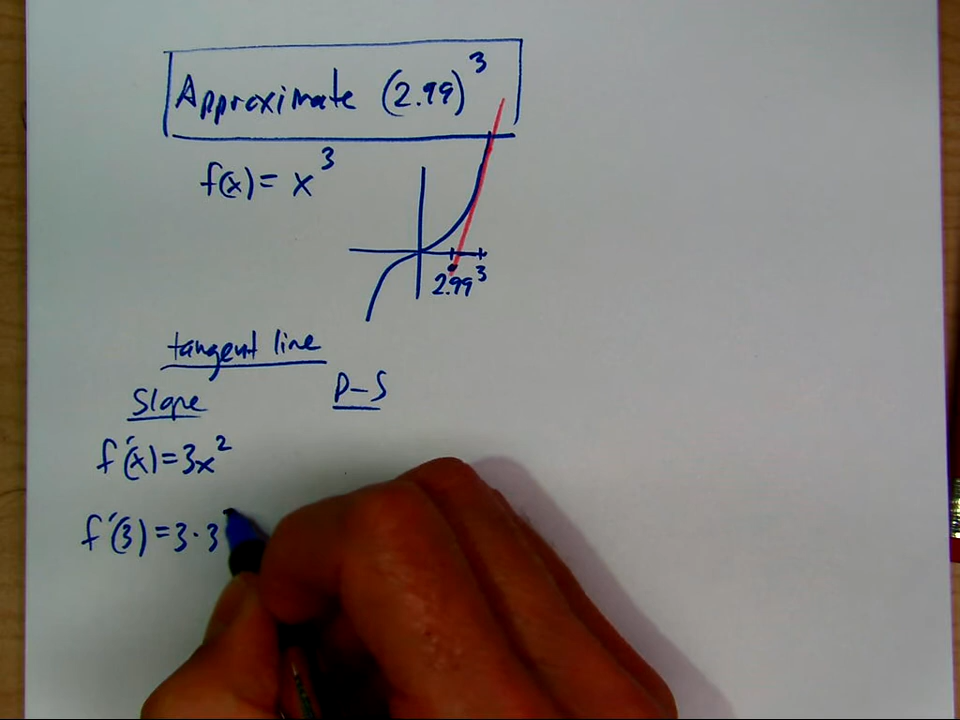 Approximate (2.99)^3
f(x) = x^3
2.99 3
tangent line
Slope
P-S
f'(x) = 3x^2
f'(3) = 3·3